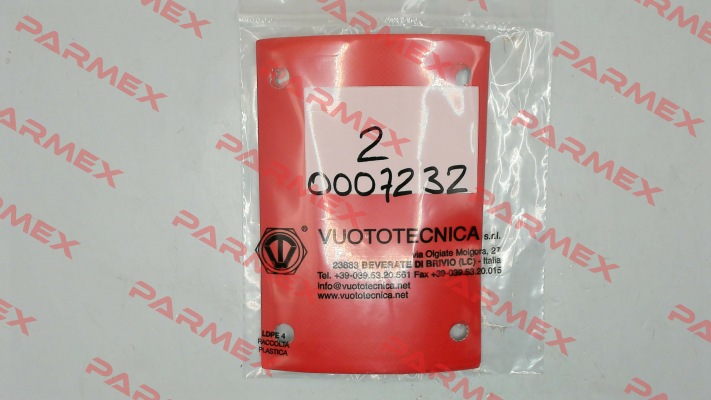 2
0007232
VUOTOTECNICA s.r.l.
via Olgiate Molgora, 27
23883 BEVERATE DI BRIVIO (LC) - Italia
Tel. +39-039.53.20.561 Fax +39-039.53.20.015
info@vuototecnica.net
www.vuototecnica.net
LDPE 4
RACCOLTA
PLASTICA
PARMEX